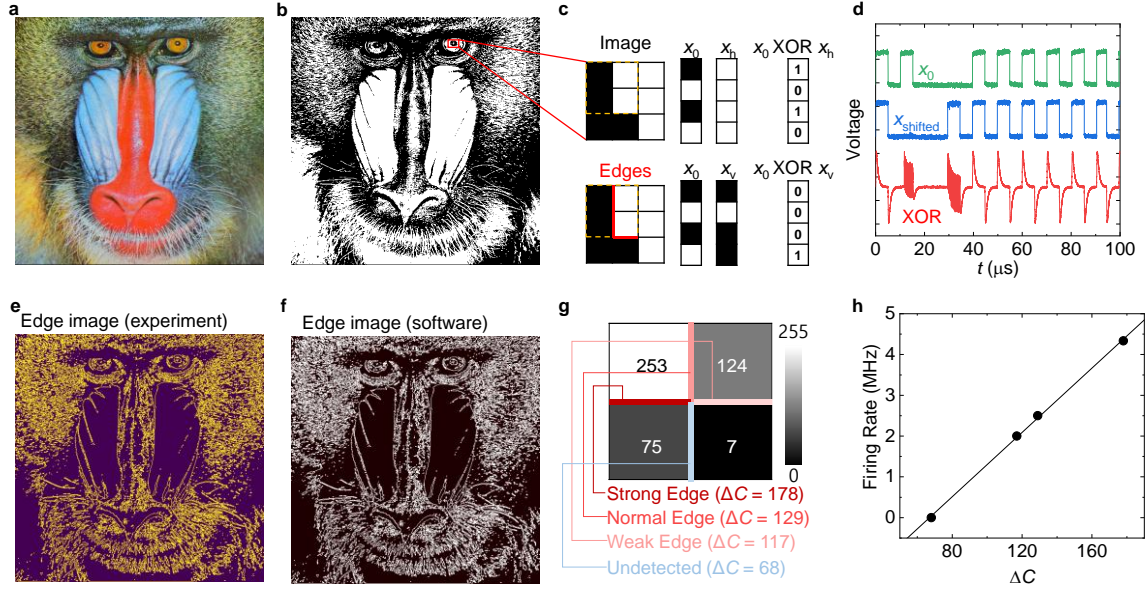 a
b
c
Image
x0 xh x0 XOR xh
1
0
1
0
Edges
x0 xv x0 XOR xv
0
0
0
1
d
Voltage
x0
xshifted
XOR
0 20 40 60 80 100
t (μs)
e
Edge image (experiment)
f
Edge image (software)
g
253 124
75 7
255
0
Strong Edge (ΔC = 178)
Normal Edge (ΔC = 129)
Weak Edge (ΔC = 117)
Undetected (ΔC = 68)
h
Firing Rate (MHz)
5
4
3
2
1
0
80 120 160
ΔC